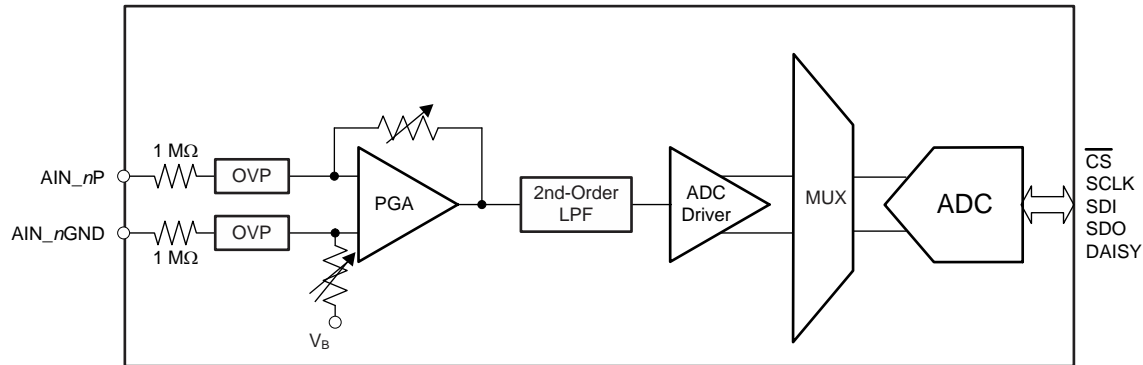 1 MΩ
AIN_nP
OVP
PGA
AIN_nGND
OVP
1 MΩ
VB
2nd-Order
LPF
ADC
Driver
MUX
ADC
CS
SCLK
SDI
SDO
DAISY